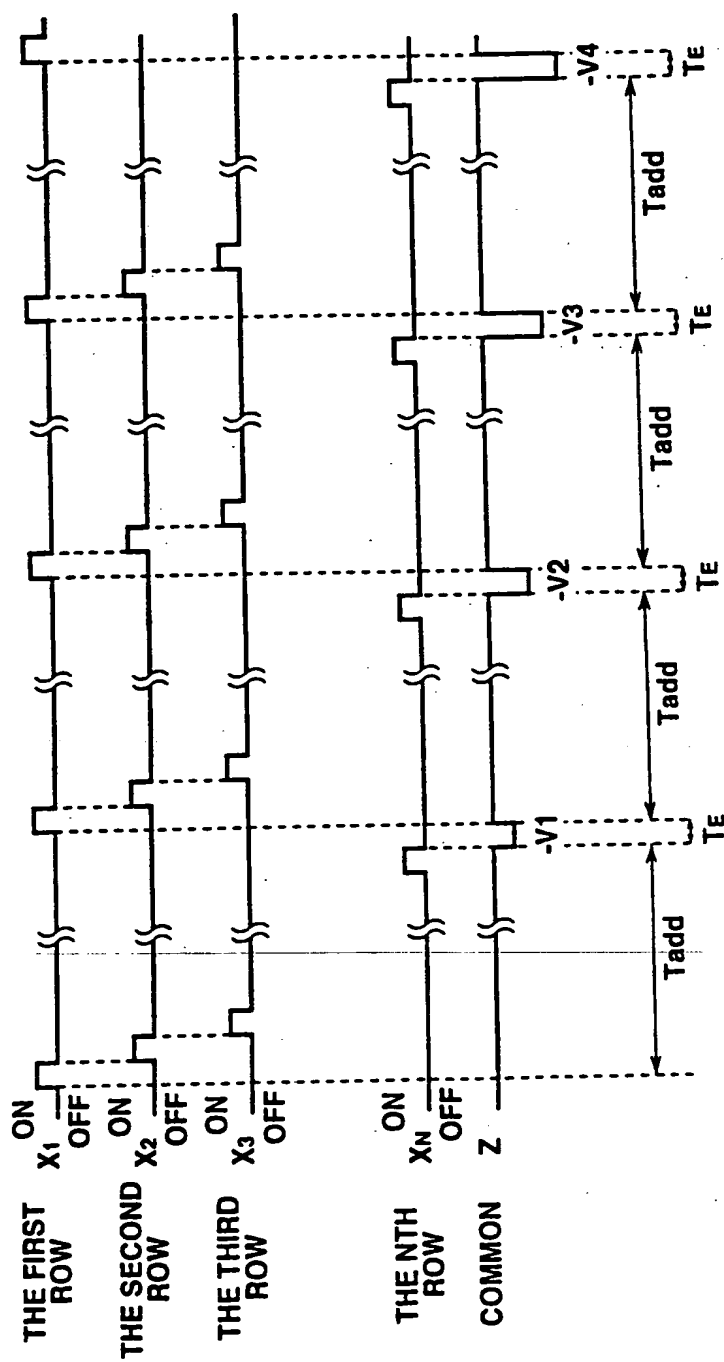 THE FIRST
ROW
X1
ON
OFF
THE SECOND
ROW
X2
ON
OFF
THE THIRD
ROW
X3
ON
OFF
THE NTH
ROW
XN
ON
OFF
COMMON
Z
-V1
-V2
-V3
-V4
Tadd
Tadd
Tadd
Tadd
TE
TE
TE
TE